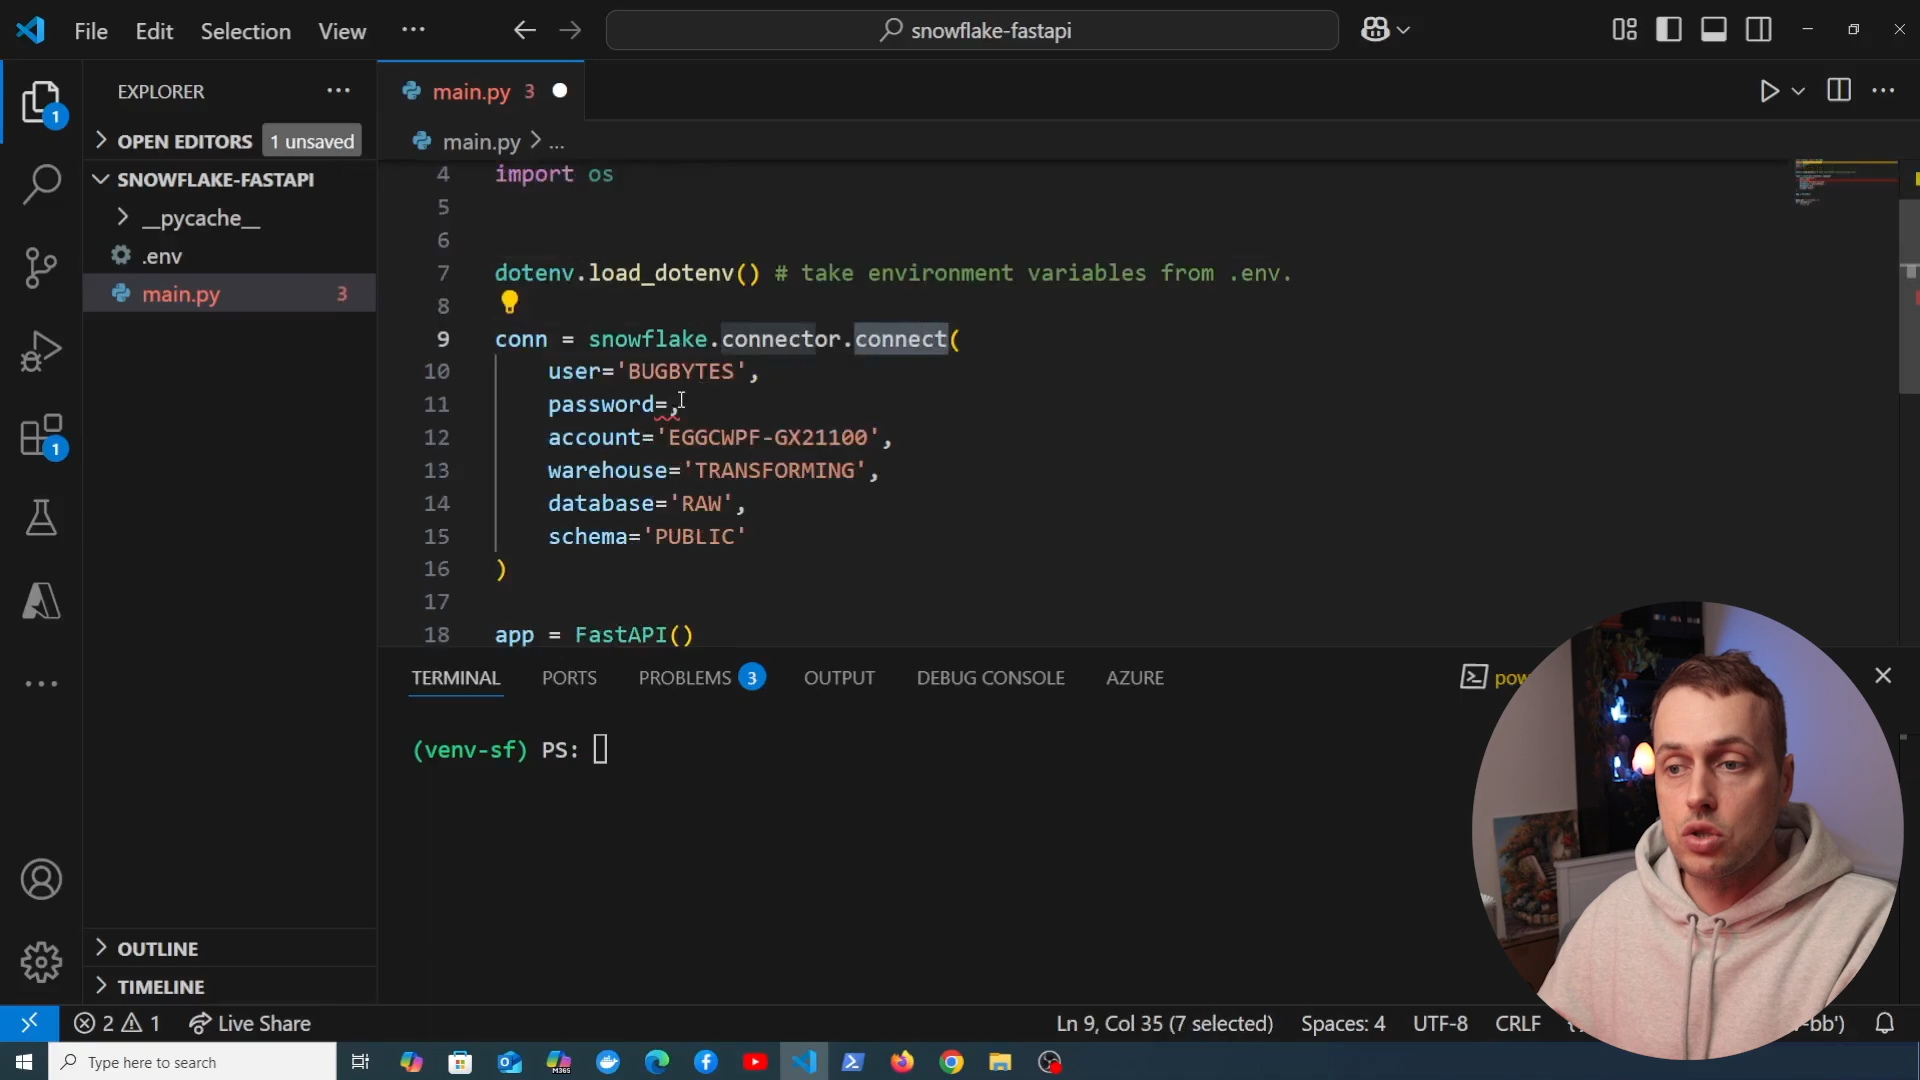 File Edit Selection View ... snowflake-fastapi
EXPLORER
1
OPEN EDITORS 1 unsaved
SNOWFLAKE-FASTAPI
__pycache__
.env
main.py 3
1
OUTLINE
TIMELINE
main.py 3
main.py > ...
4 import os
5
6
7 dotenv.load_dotenv() # take environment variables from .env.
8
9 conn = snowflake.connector.connect(
10 user='BUGBYTES',
11 password=,
12 account='EGGCWPF-GX21100',
13 warehouse='TRANSFORMING',
14 database='RAW',
15 schema='PUBLIC'
16 )
17
18 app = FastAPI()
TERMINAL PORTS PROBLEMS 3 OUTPUT DEBUG CONSOLE AZURE
(venv-sf) PS:
2 1 Live Share Ln 9, Col 35 (7 selected) Spaces: 4 UTF-8 CRLF
Type here to search